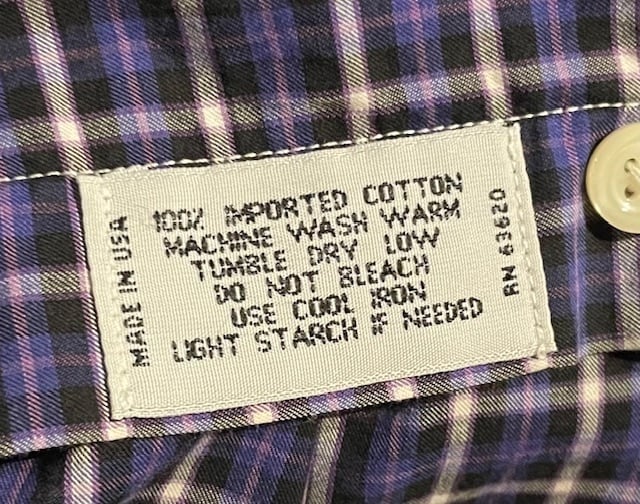 MADE IN USA
100% IMPORTED COTTON
MACHINE WASH WARM
TUMBLE DRY LOW
DO NOT BLEACH
USE COOL IRON
LIGHT STARCH IF NEEDED
RN 63620